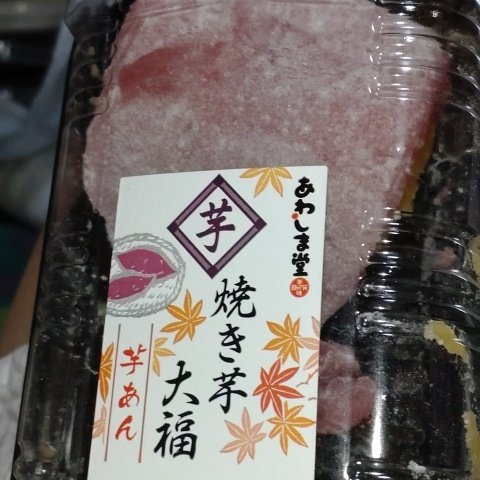 あわしま堂
芋
焼き芋
大福
芋あん